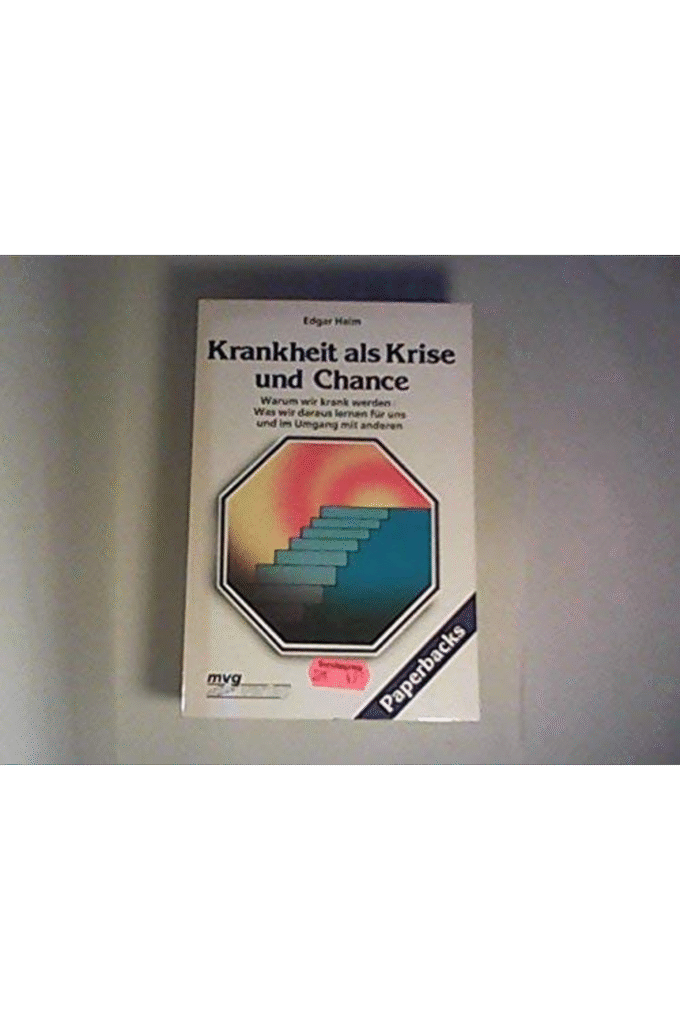 Edgar Heim
Krankheit als Krise
und Chance
Warum wir krank werden
Was wir daraus lernen für uns
und im Umgang mit anderen
mvg
Paperbacks